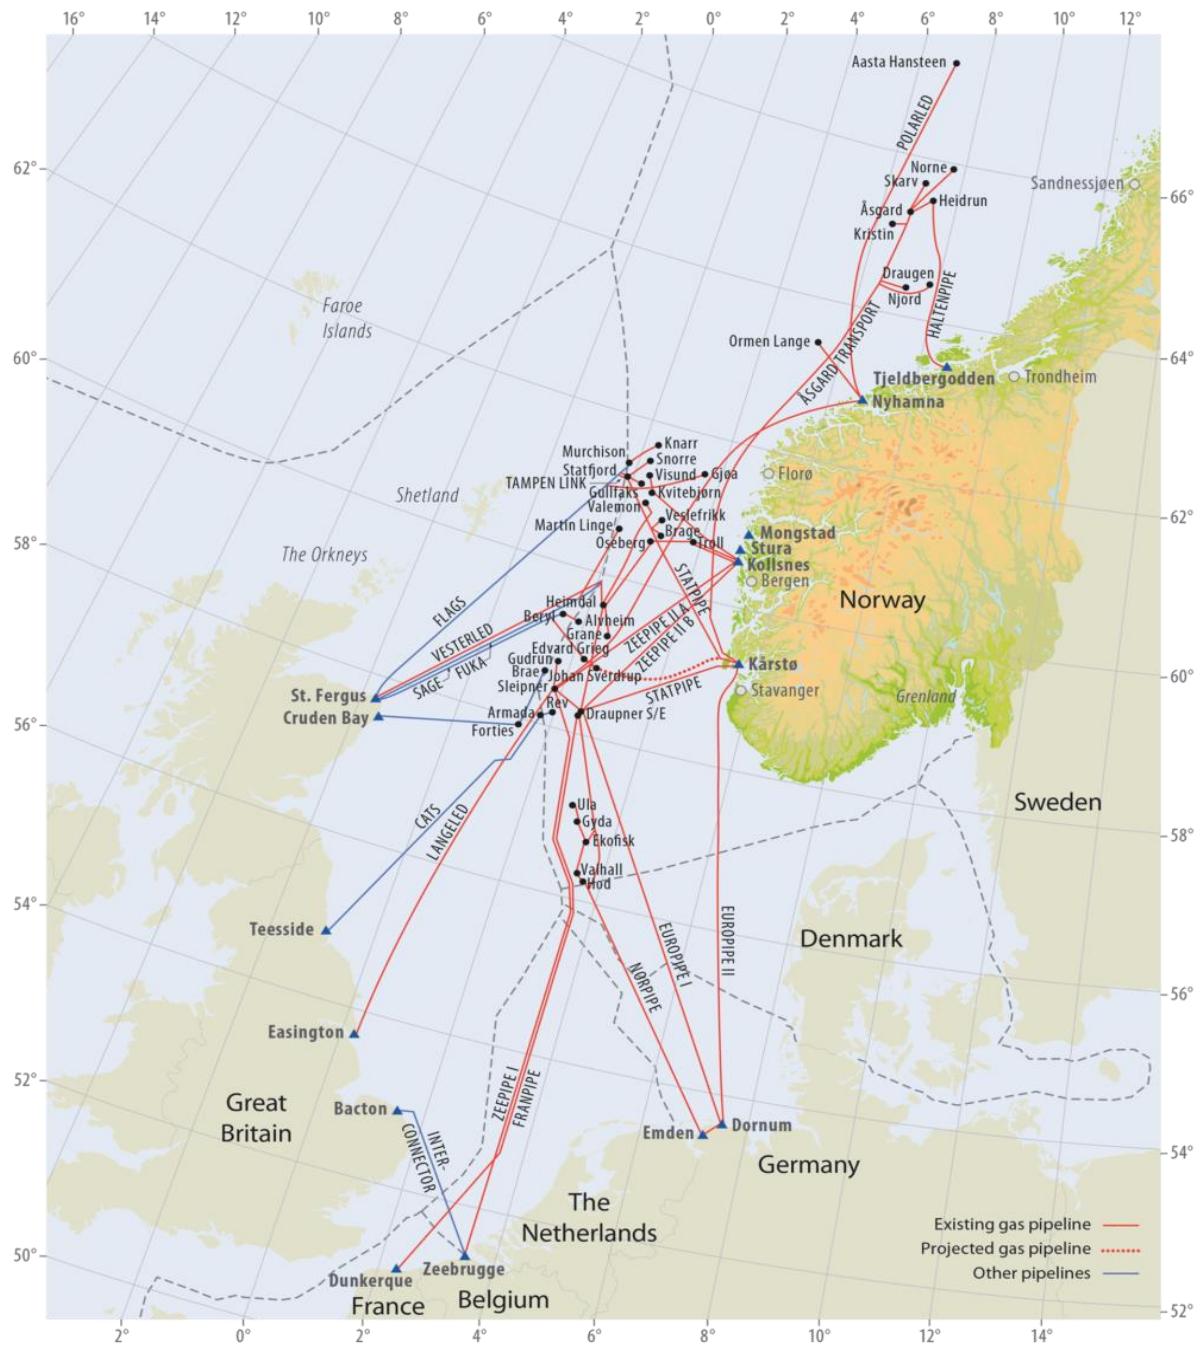 16° 14° 12° 10° 8° 6° 4° 2° 0° 2° 4° 6° 8° 10° 12°
Aasta Hansteen
POLARLED
62°
Norne
Skarv
Sandnessjøen
66°
Åsgard
Heidrun
Kristin
Draugen
Njord
HALTENPIPE
Faroe
Islands
Ormen Lange
ÅSGARD TRANSPORT
60°
64°
Tjeldbergodden
Trondheim
Nyhamna
Knarr
Murchison
Snorre
Statfjord
Visund
Gjøa
Florø
TAMPEN LINK
Gullfaks
Kvitebjørn
Shetland
Valemon
Veslefrikk
62°
Martin Linge
Brage
Mongstad
58°
Oseberg
Troll
Stura
The Orkneys
Kollsnes
STATPIPE
Bergen
Heimdal
Norway
FLAGS
Beryl
Alvheim
ZEEPIPE II A
VESTERLED
Grane
ZEEPIPE II B
Edvard Grieg
Gudrun
Kårstø
60°
SAGE
FUKA
Brae
Johan Sverdrup
St. Fergus
Sleipner
STATPIPE
Stavanger
Grenland
Rev
Cruden Bay
Armada
Draupner S/E
56°
Forties
Ula
Sweden
CATS
LANGELED
Gyda
58°
Ekofisk
Valhall
Hod
54°
Teesside
EUROPIPE II
Denmark
EUROPIPE I
NORPIPE
56°
Easington
52°
ZEEPIPE I
FRANPIPE
Great
Britain
Bacton
INTER-
CONNECTOR
Emden
Dornum
54°
Germany
The
Netherlands
Existing gas pipeline
Projected gas pipeline
Other pipelines
50°
Zeebrugge
Dunkerque
France
Belgium
52°
2° 0° 2° 4° 6° 8° 10° 12° 14°